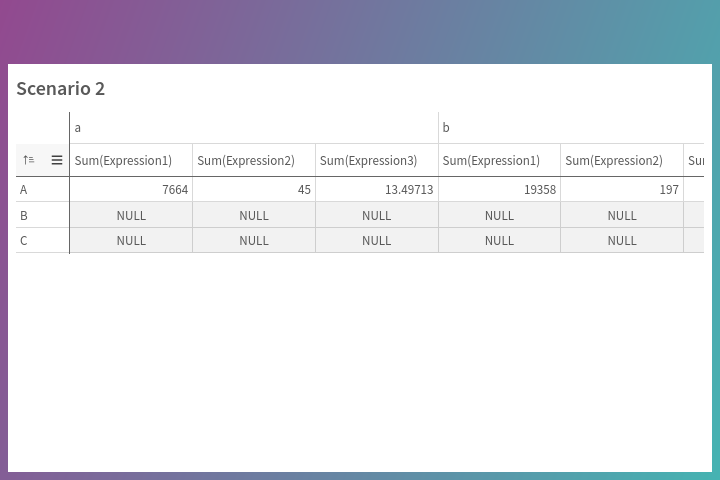 Scenario 2
a b
Sum(Expression1) Sum(Expression2) Sum(Expression3) Sum(Expression1) Sum(Expression2)
A 7664 45 13.49713 19358 197
B NULL NULL NULL NULL NULL
C NULL NULL NULL NULL NULL